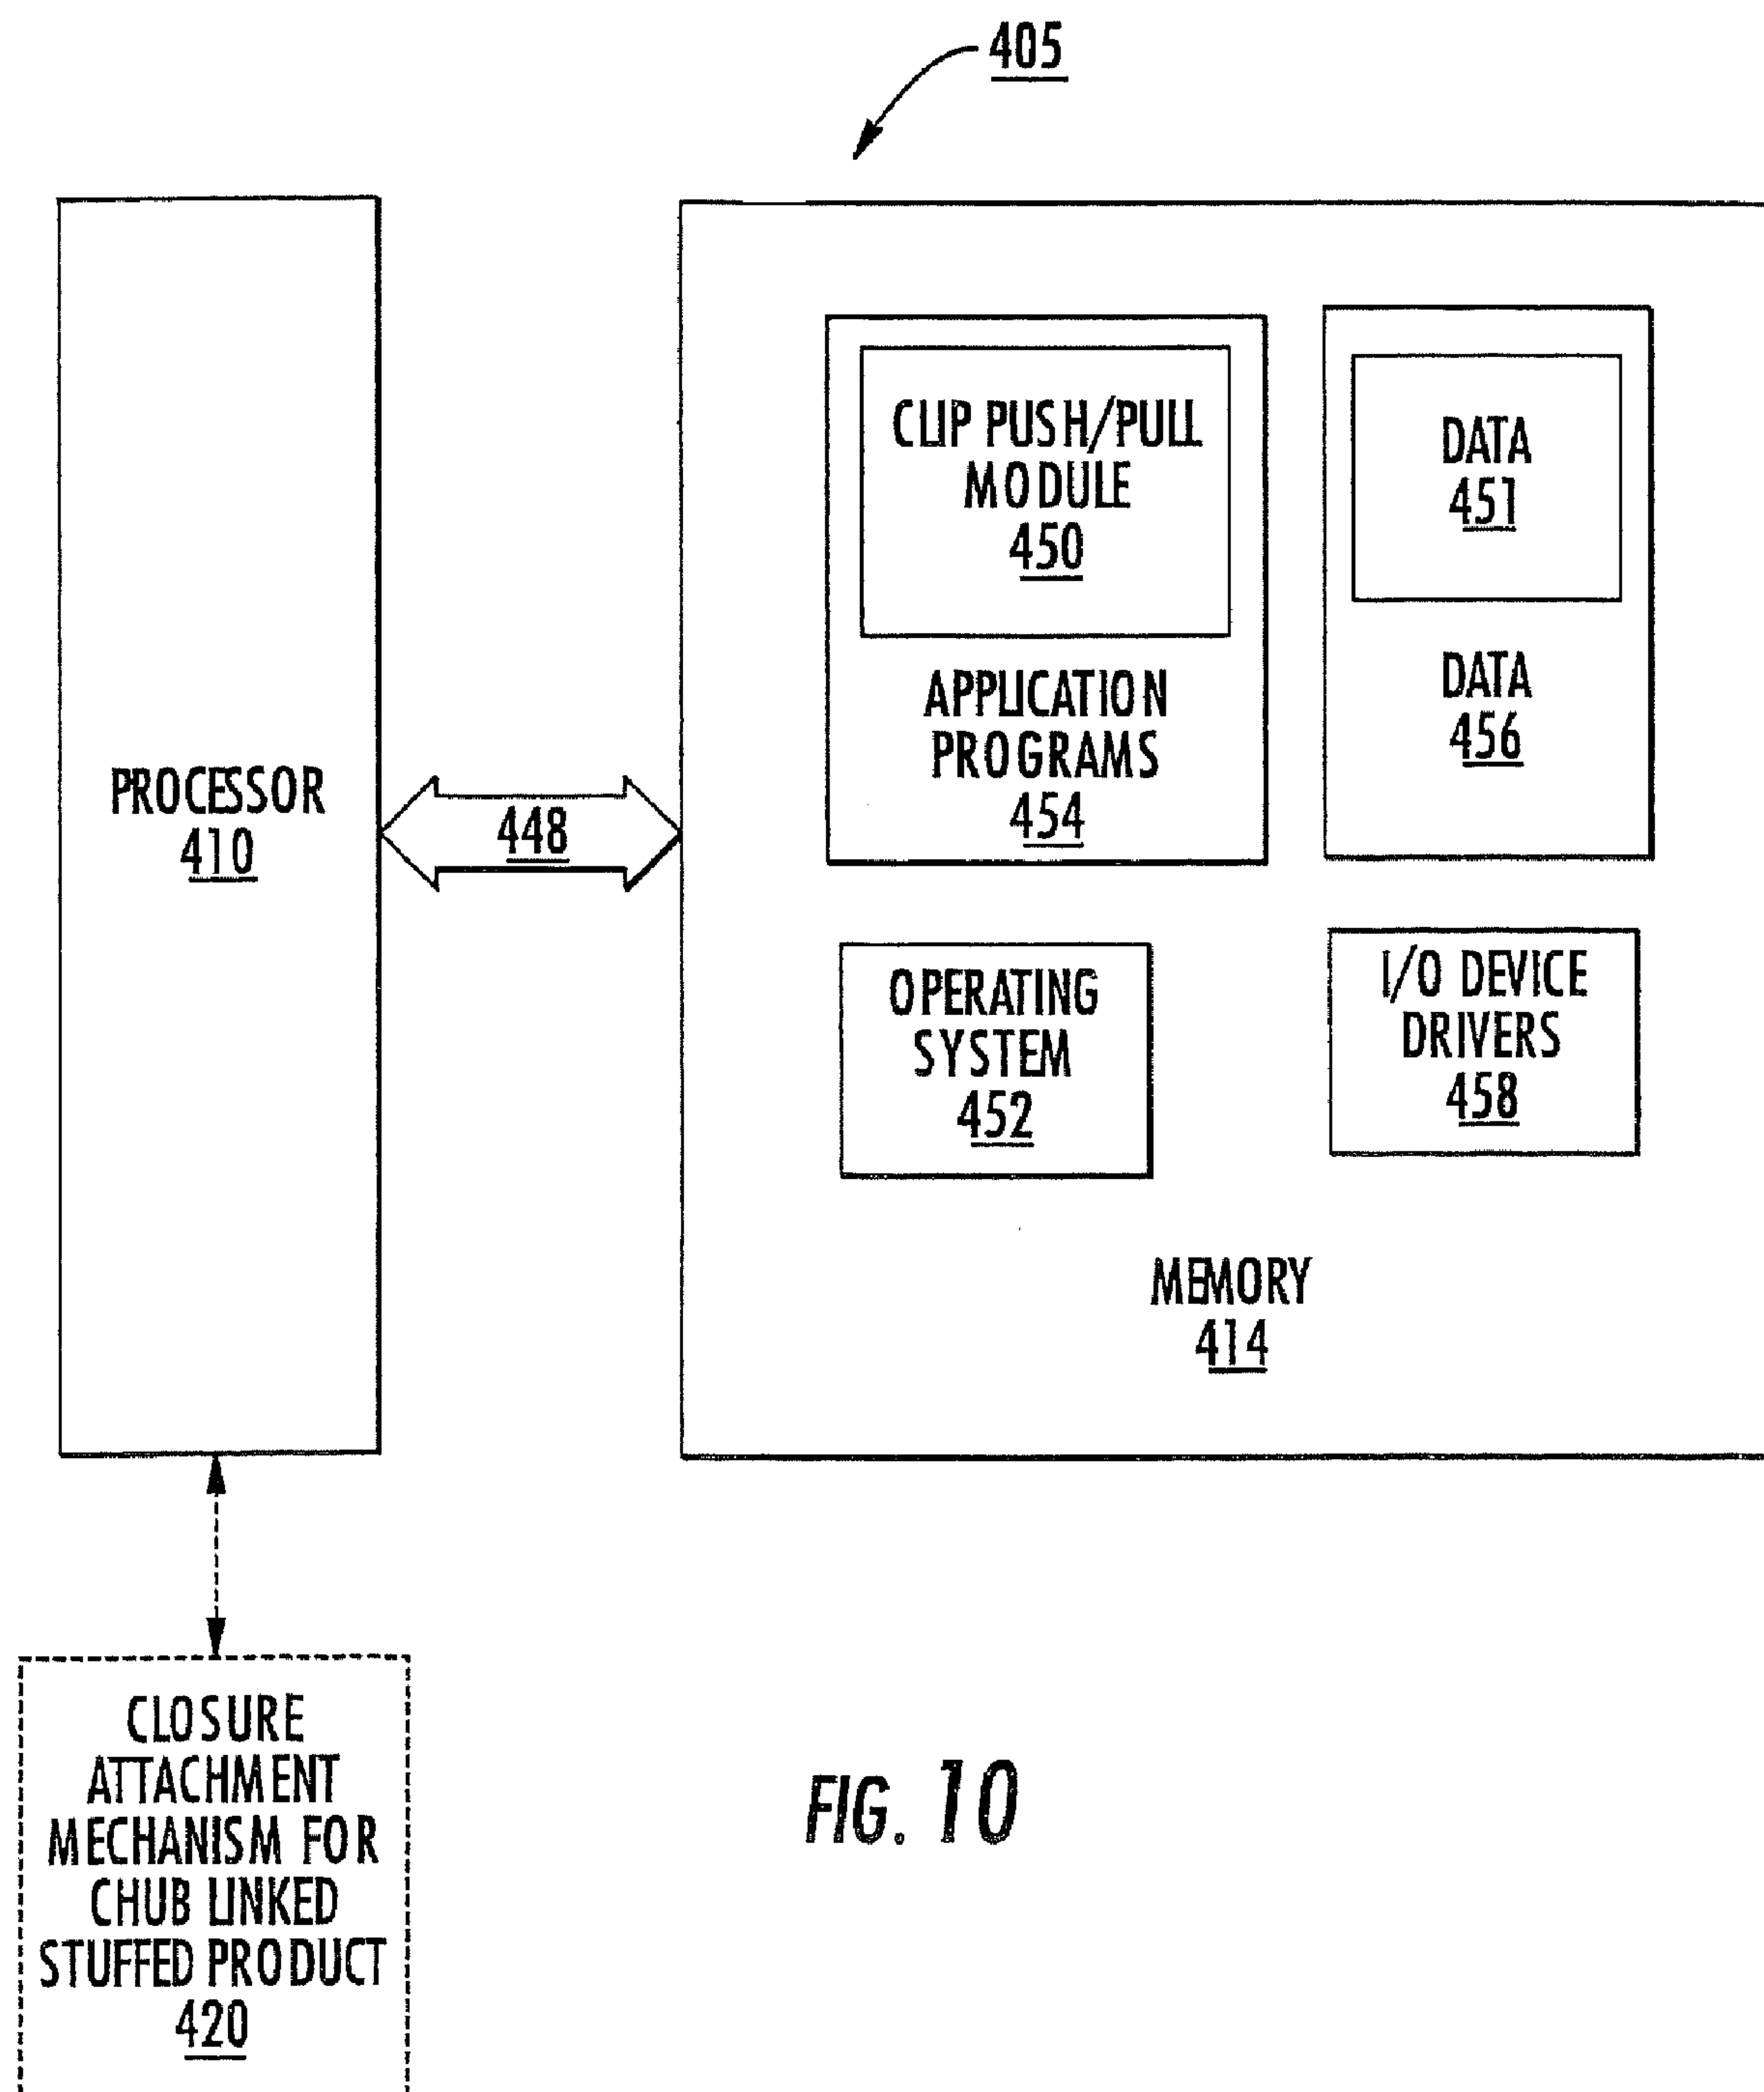 405
CLIP PUSH/PULL
MODULE
450
APPLICATION
PROGRAMS
454
DATA
451
DATA
456
PROCESSOR
410
448
OPERATING
SYSTEM
452
I/O DEVICE
DRIVERS
458
MEMORY
414
CLOSURE
ATTACHMENT
MECHANISM FOR
CHUB LINKED
STUFFED PRODUCT
420
FIG. 10